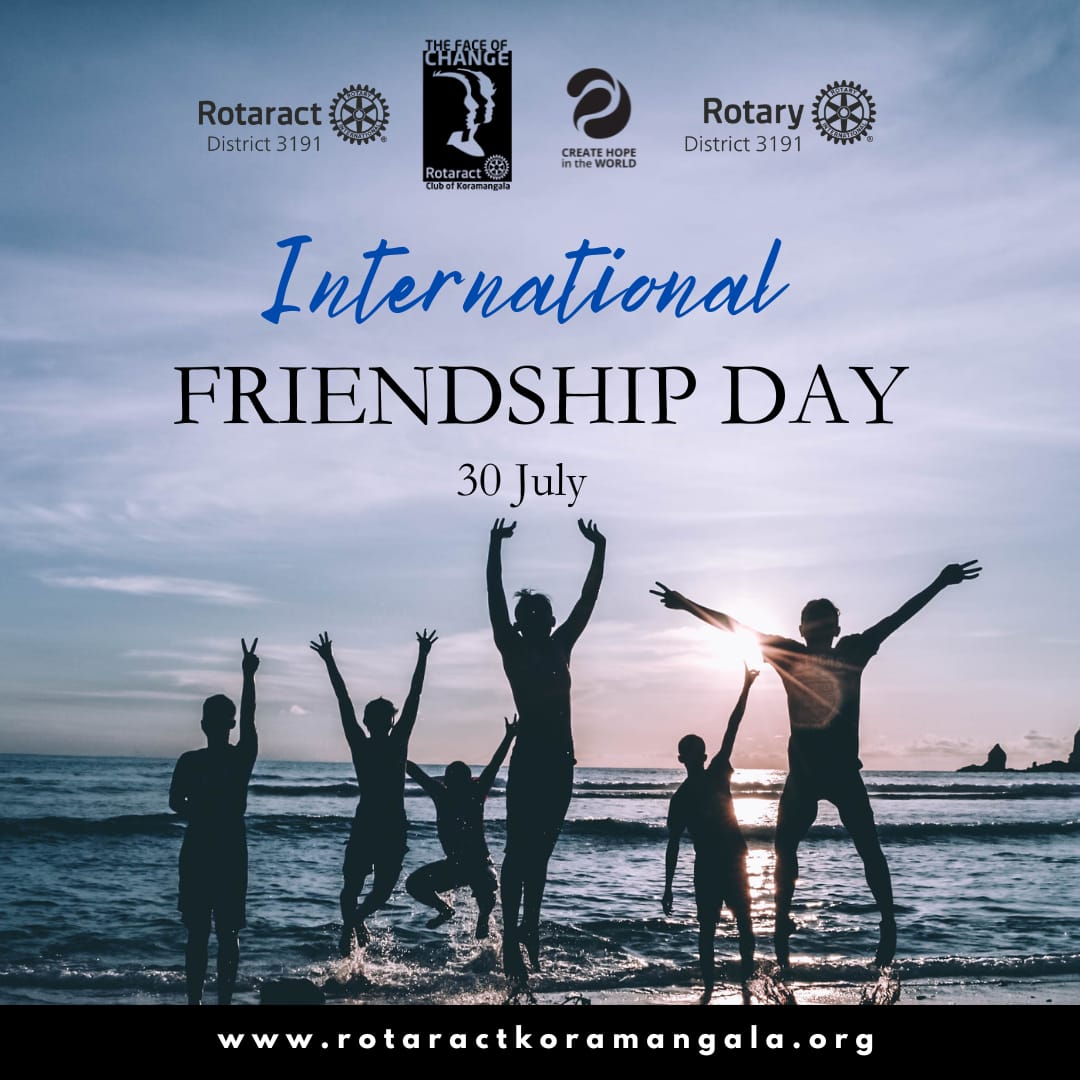 Rotaract
District 3191
THE FACE OF
CHANGE
Rotaract
Club of Koramangala
CREATE HOPE
in the WORLD
Rotary
District 3191
International
FRIENDSHIP DAY
30 July
www.rotaractkoramangala.org